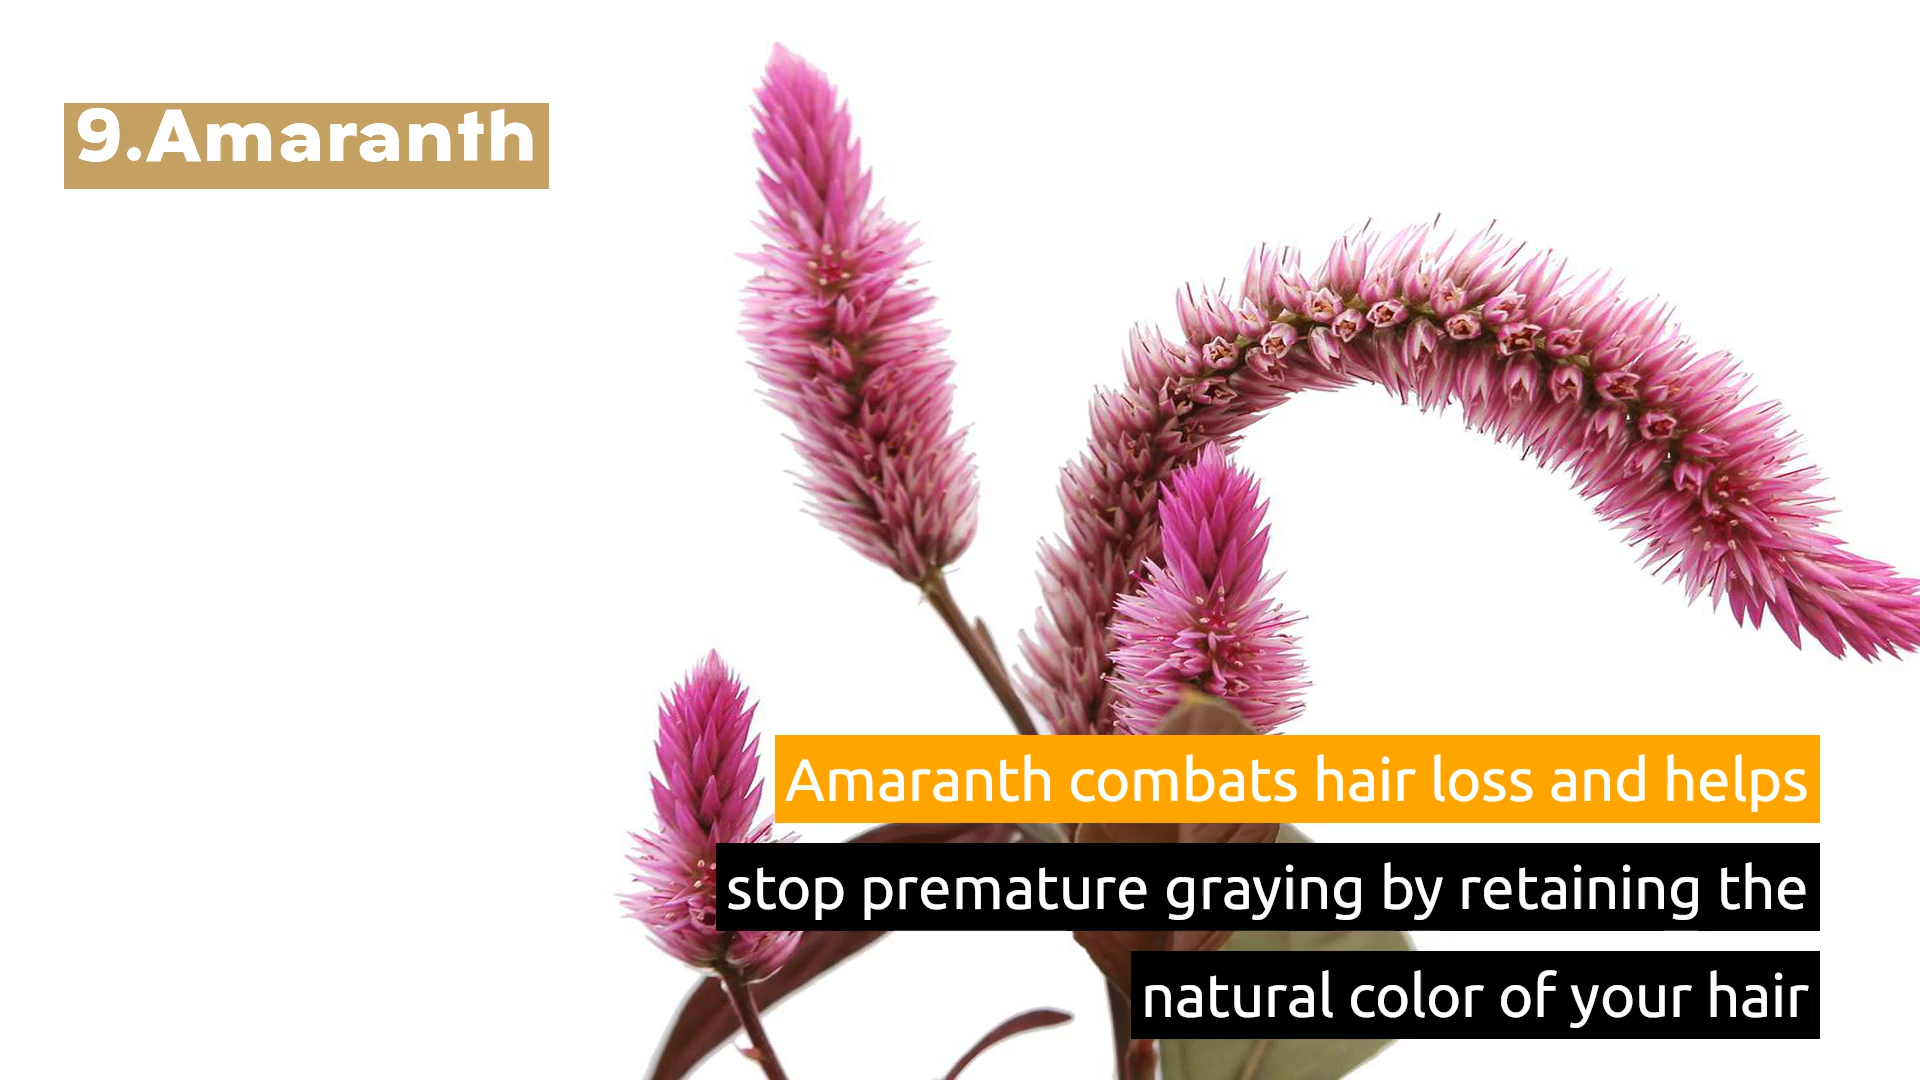 9.Amaranth
Amaranth combats hair loss and helps
stop premature graying by retaining the
natural color of your hair